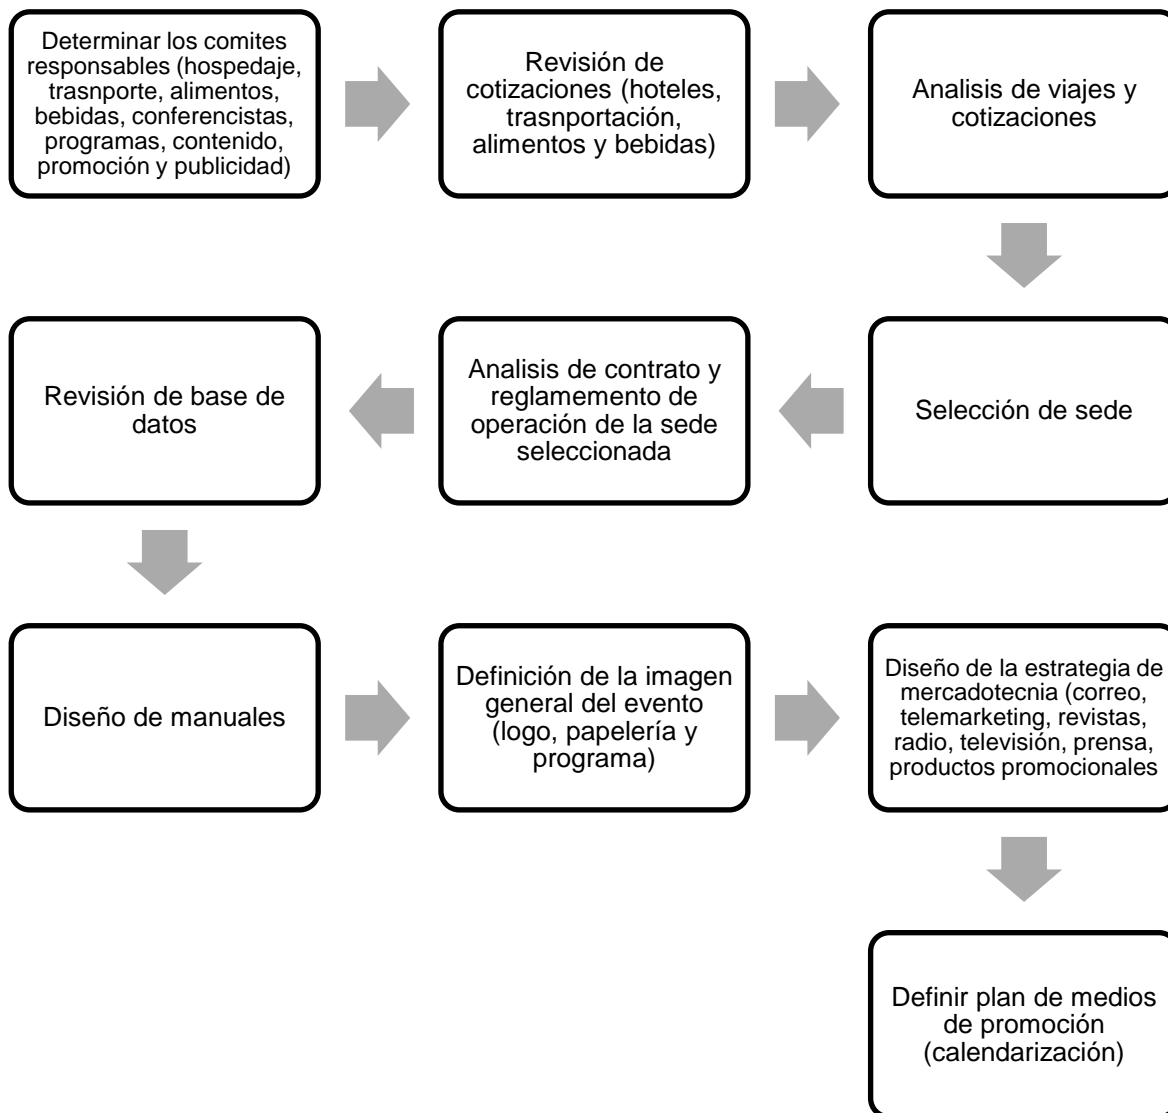 Determinar los comites
responsables (hospedaje,
trasnporte, alimentos,
bebidas, conferencistas,
programas, contenido,
promoción y publicidad)
Revisión de
cotizaciones (hoteles,
trasnportación,
alimentos y bebidas)
Analisis de viajes y
cotizaciones
Selección de sede
Analisis de contrato y
reglamemento de
operación de la sede
seleccionada
Revisión de base de
datos
Diseño de manuales
Definición de la imagen
general del evento
(logo, papelería y
programa)
Diseño de la estrategia de
mercadotecnia (correo,
telemarketing, revistas,
radio, televisión, prensa,
productos promocionales
Definir plan de medios
de promoción
(calendarización)